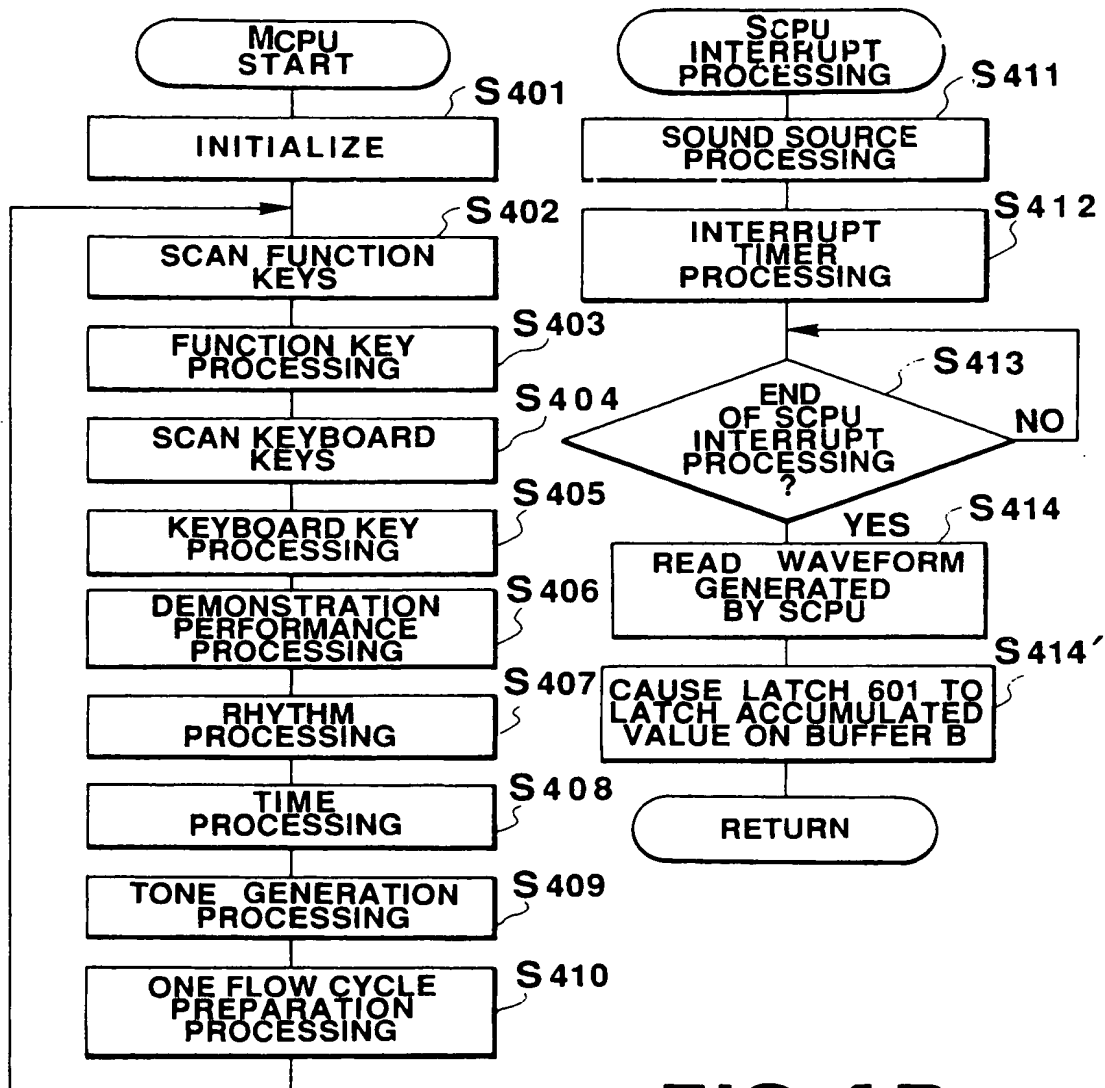 MCPU
START
S401
INITIALIZE
S402
SCAN FUNCTION
KEYS
S403
FUNCTION KEY
PROCESSING
S404
SCAN KEYBOARD
KEYS
S405
KEYBOARD KEY
PROCESSING
S406
DEMONSTRATION
PERFORMANCE
PROCESSING
S407
RHYTHM
PROCESSING
S408
TIME
PROCESSING
S409
TONE GENERATION
PROCESSING
S410
ONE FLOW CYCLE
PREPARATION
PROCESSING
SCPU
INTERRUPT
PROCESSING
S411
SOUND SOURCE
PROCESSING
S412
INTERRUPT
TIMER
PROCESSING
S413
END
OF SCPU
INTERRUPT
PROCESSING
?
NO
YES
S414
READ WAVEFORM
GENERATED
BY SCPU
S414′
CAUSE LATCH 601 TO
LATCH ACCUMULATED
VALUE ON BUFFER B
RETURN